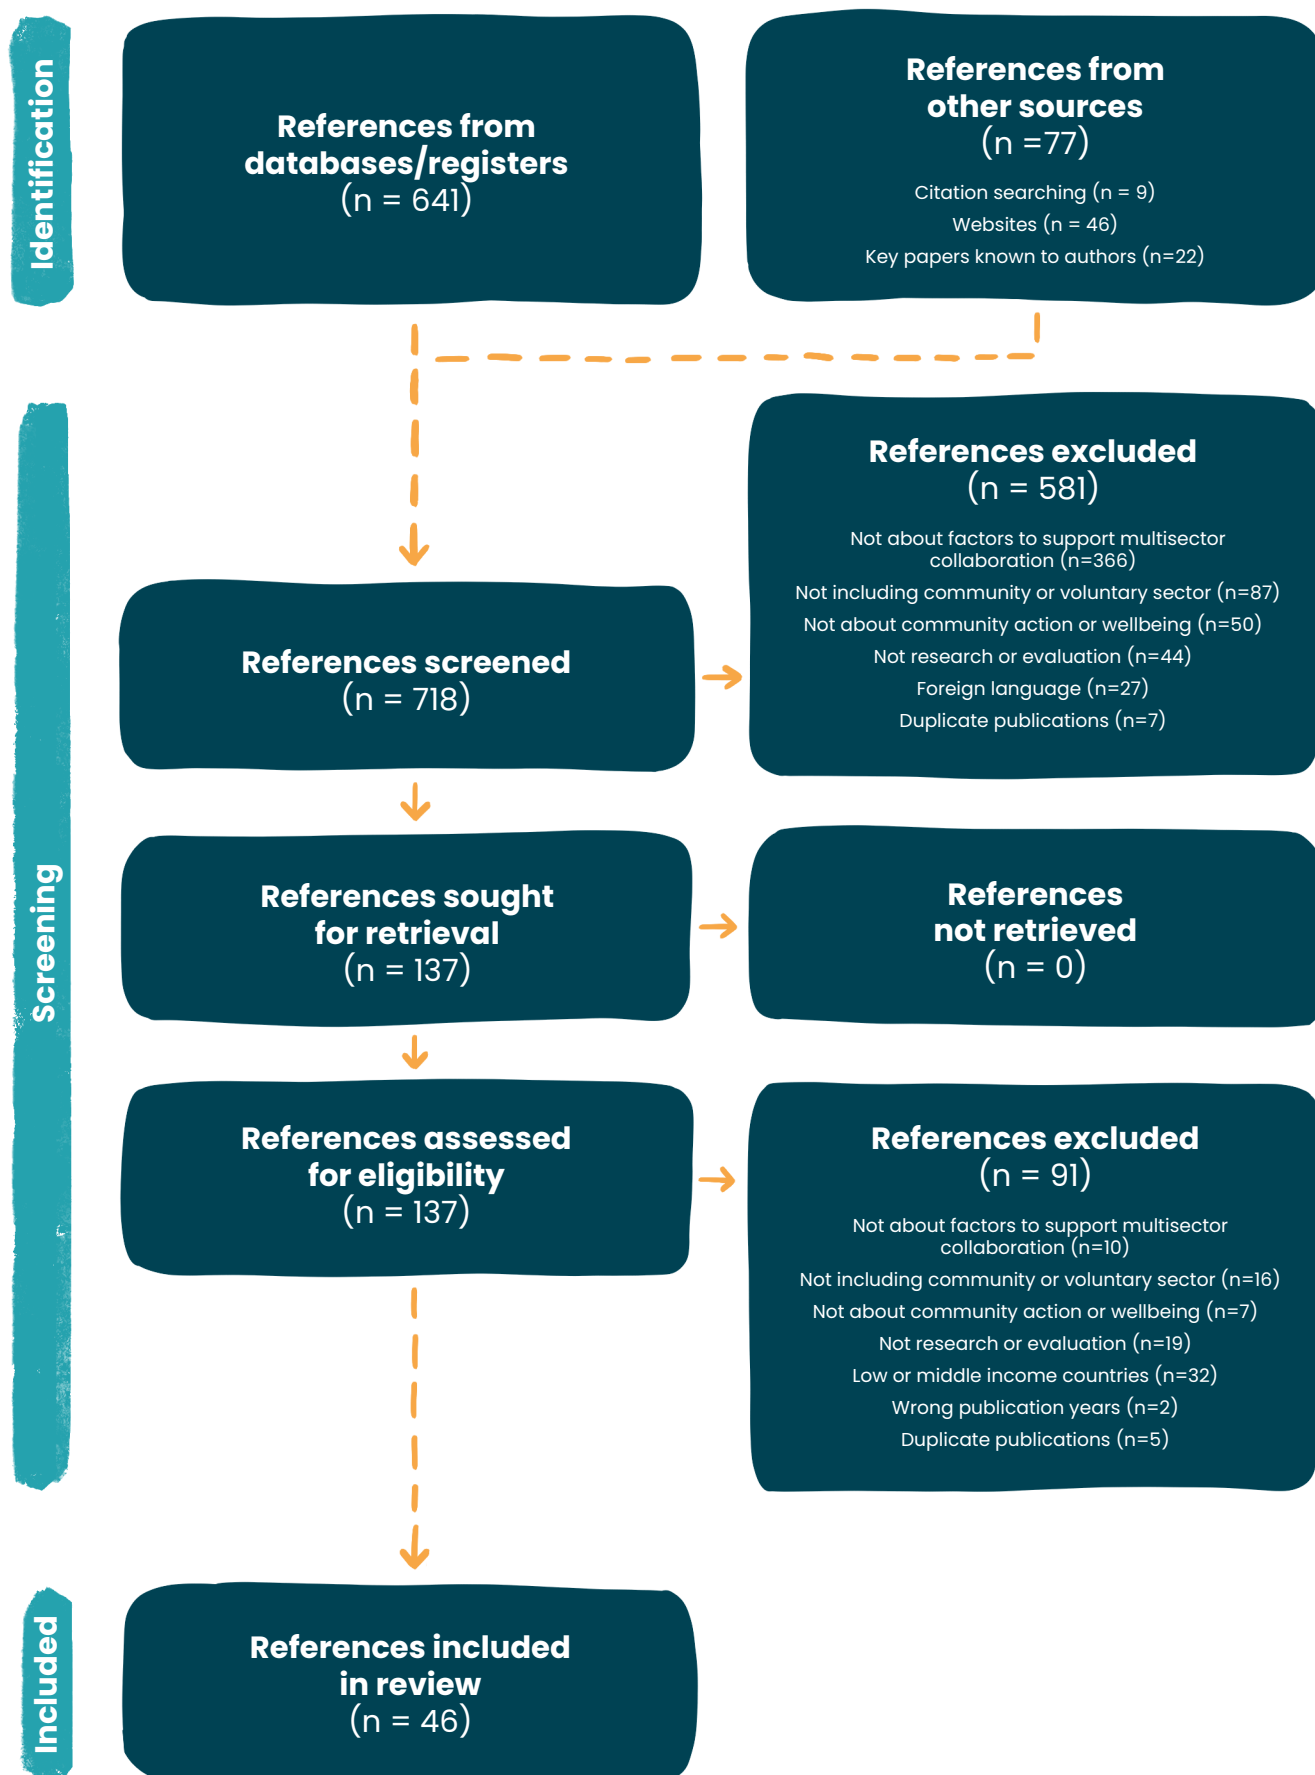 Identification
References from
databases/registers
(n = 641)
References from
other sources
(n =77)
Citation searching (n = 9)
Websites (n = 46)
Key papers known to authors (n=22)
Screening
References screened
(n = 718)
References excluded
(n = 581)
Not about factors to support multisector
collaboration (n=366)
Not including community or voluntary sector (n=87)
Not about community action or wellbeing (n=50)
Not research or evaluation (n=44)
Foreign language (n=27)
Duplicate publications (n=7)
References sought
for retrieval
(n = 137)
References
not retrieved
(n = 0)
References assessed
for eligibility
(n = 137)
References excluded
(n = 91)
Not about factors to support multisector
collaboration (n=10)
Not including community or voluntary sector (n=16)
Not about community action or wellbeing (n=7)
Not research or evaluation (n=19)
Low or middle income countries (n=32)
Wrong publication years (n=2)
Duplicate publications (n=5)
Included
References included
in review
(n = 46)